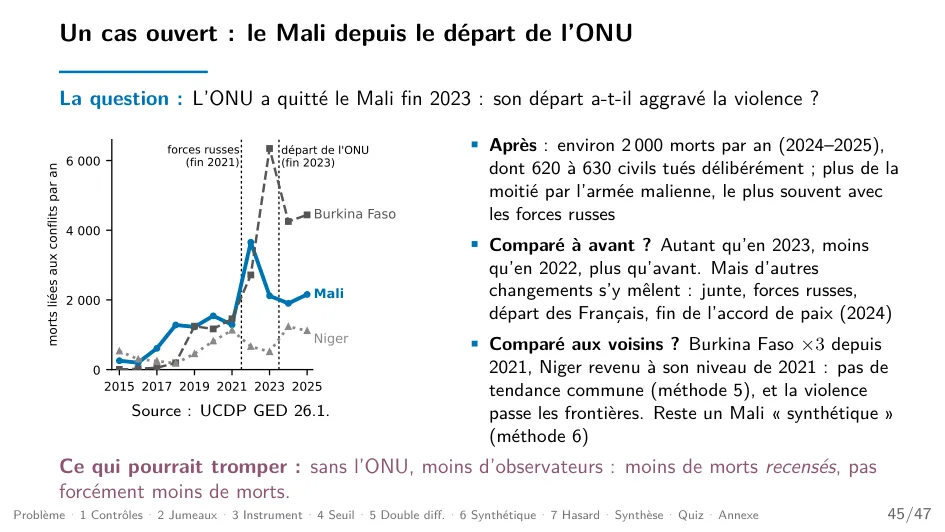 Un cas ouvert : le Mali depuis le départ de l'ONU
La question : L'ONU a quitté le Mali fin 2023 : son départ a-t-il aggravé la violence ?
morts liées aux conflits par an
6 000
4 000
2 000
0
2015 2017 2019 2021 2023 2025
forces russes
(fin 2021)
départ de l'ONU
(fin 2023)
Burkina Faso
Mali
Niger
Source : UCDP GED 26.1.
Après : environ 2 000 morts par an (2024–2025),
dont 620 à 630 civils tués délibérément ; plus de la
moitié par l'armée malienne, le plus souvent avec
les forces russes
Comparé à avant ? Autant qu'en 2023, moins
qu'en 2022, plus qu'avant. Mais d'autres
changements s'y mêlent : junte, forces russes,
départ des Français, fin de l'accord de paix (2024)
Comparé aux voisins ? Burkina Faso ×3 depuis
2021, Niger revenu à son niveau de 2021 : pas de
tendance commune (méthode 5), et la violence
passe les frontières. Reste un Mali « synthétique »
(méthode 6)
Ce qui pourrait tromper : sans l'ONU, moins d'observateurs : moins de morts recensés, pas
forcément moins de morts.
Problème · 1 Contrôles · 2 Jumeaux · 3 Instrument · 4 Seuil · 5 Double diff. · 6 Synthétique · 7 Hasard · Synthèse · Quiz · Annexe
45/47